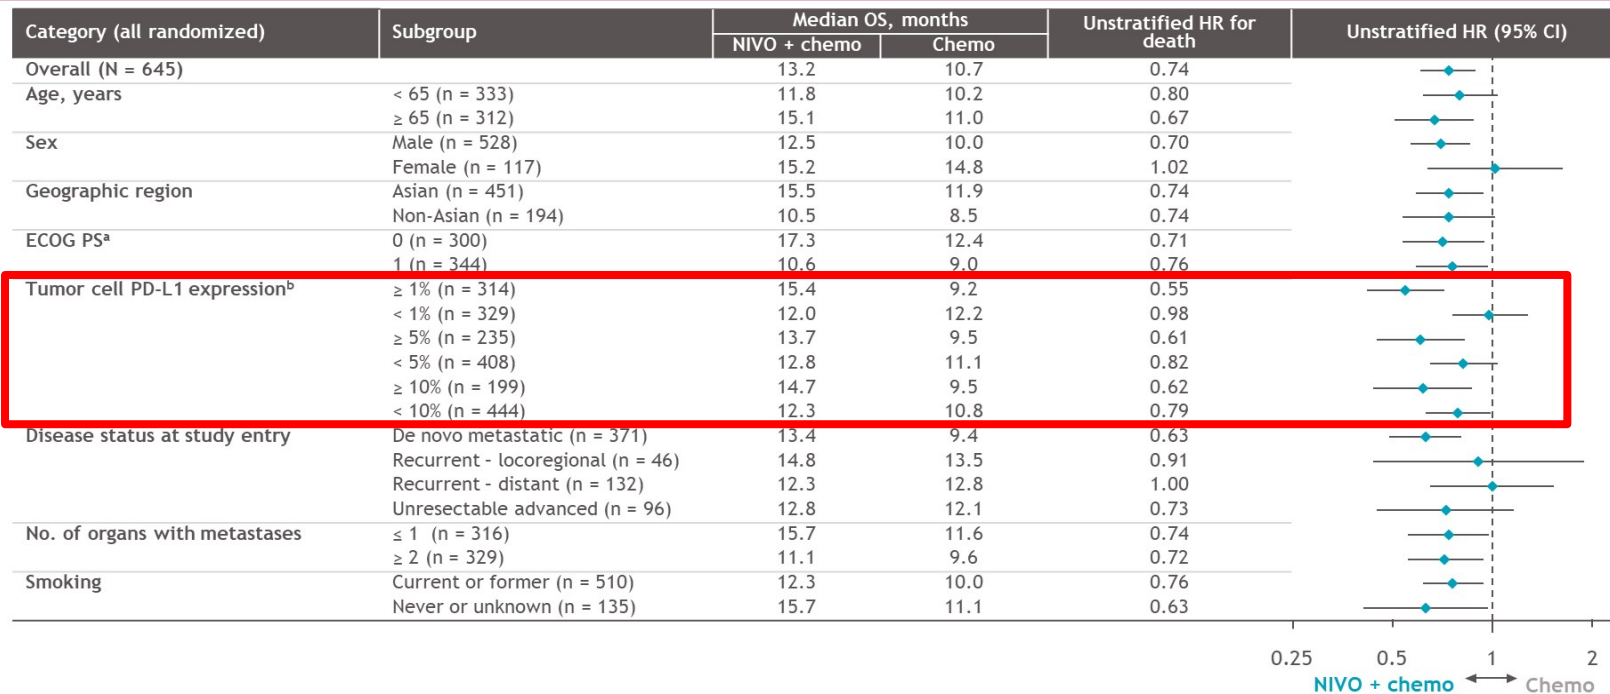 Category (all randomized) Subgroup Median OS, months Unstratified HR for death Unstratified HR (95% CI)
NIVO + chemo Chemo
Overall (N = 645) 13.2 10.7 0.74
Age, years < 65 (n = 333) 11.8 10.2 0.80
≥ 65 (n = 312) 15.1 11.0 0.67
Sex Male (n = 528) 12.5 10.0 0.70
Female (n = 117) 15.2 14.8 1.02
Geographic region Asian (n = 451) 15.5 11.9 0.74
Non-Asian (n = 194) 10.5 8.5 0.74
ECOG PSᵃ 0 (n = 300) 17.3 12.4 0.71
1 (n = 344) 10.6 9.0 0.76
Tumor cell PD-L1 expressionᵇ ≥ 1% (n = 314) 15.4 9.2 0.55
< 1% (n = 329) 12.0 12.2 0.98
≥ 5% (n = 235) 13.7 9.5 0.61
< 5% (n = 408) 12.8 11.1 0.82
≥ 10% (n = 199) 14.7 9.5 0.62
< 10% (n = 444) 12.3 10.8 0.79
Disease status at study entry De novo metastatic (n = 371) 13.4 9.4 0.63
Recurrent - locoregional (n = 46) 14.8 13.5 0.91
Recurrent - distant (n = 132) 12.3 12.8 1.00
Unresectable advanced (n = 96) 12.8 12.1 0.73
No. of organs with metastases ≤ 1 (n = 316) 15.7 11.6 0.74
≥ 2 (n = 329) 11.1 9.6 0.72
Smoking Current or former (n = 510) 12.3 10.0 0.76
Never or unknown (n = 135) 15.7 11.1 0.63
0.25 0.5 1 2
NIVO + chemo Chemo